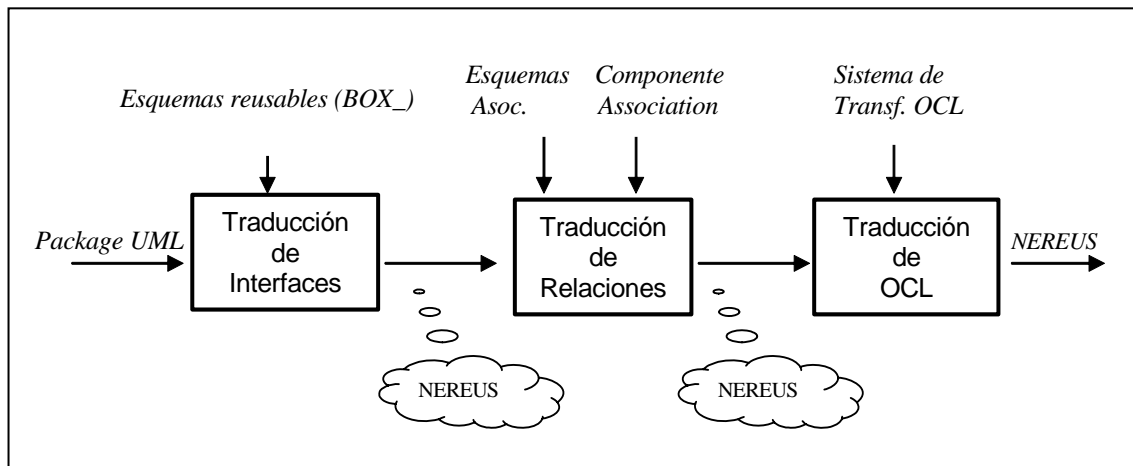 Esquemas reusables (BOX_)
Esquemas
Asoc.
Componente
Association
Sistema de
Transf. OCL
Package UML
Traducción
de
Interfaces
Traducción
de
Relaciones
Traducción
de
OCL
NEREUS
NEREUS
NEREUS